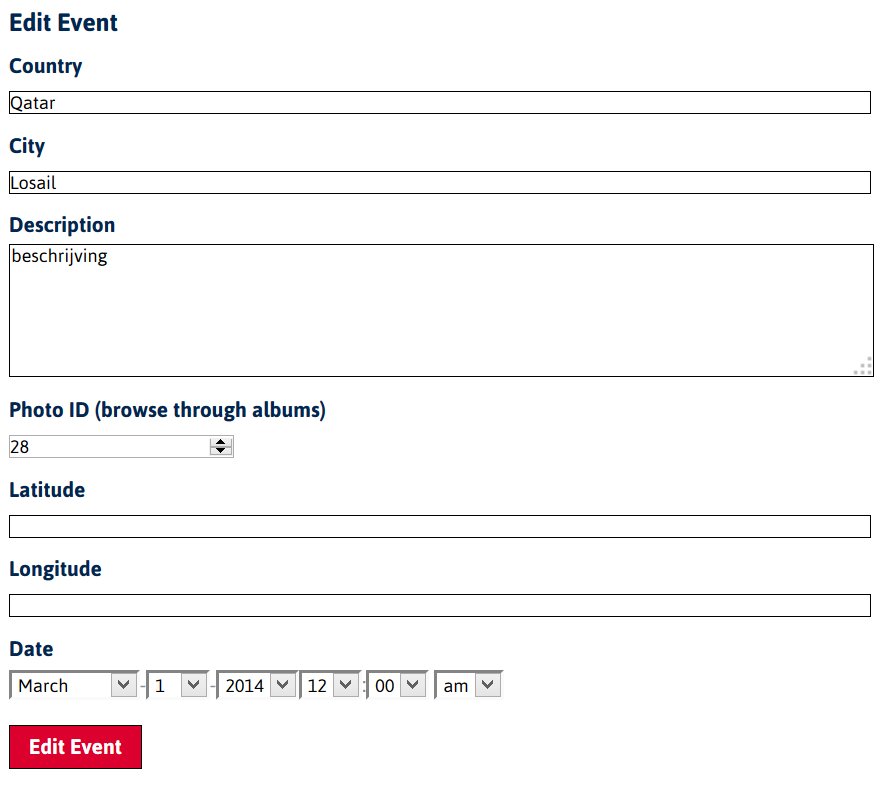 Edit Event
Country
Qatar
City
Losail
Description
beschrijving
Photo ID (browse through albums)
28
Latitude
Longitude
Date
March - 1 - 2014 12 : 00 am
Edit Event